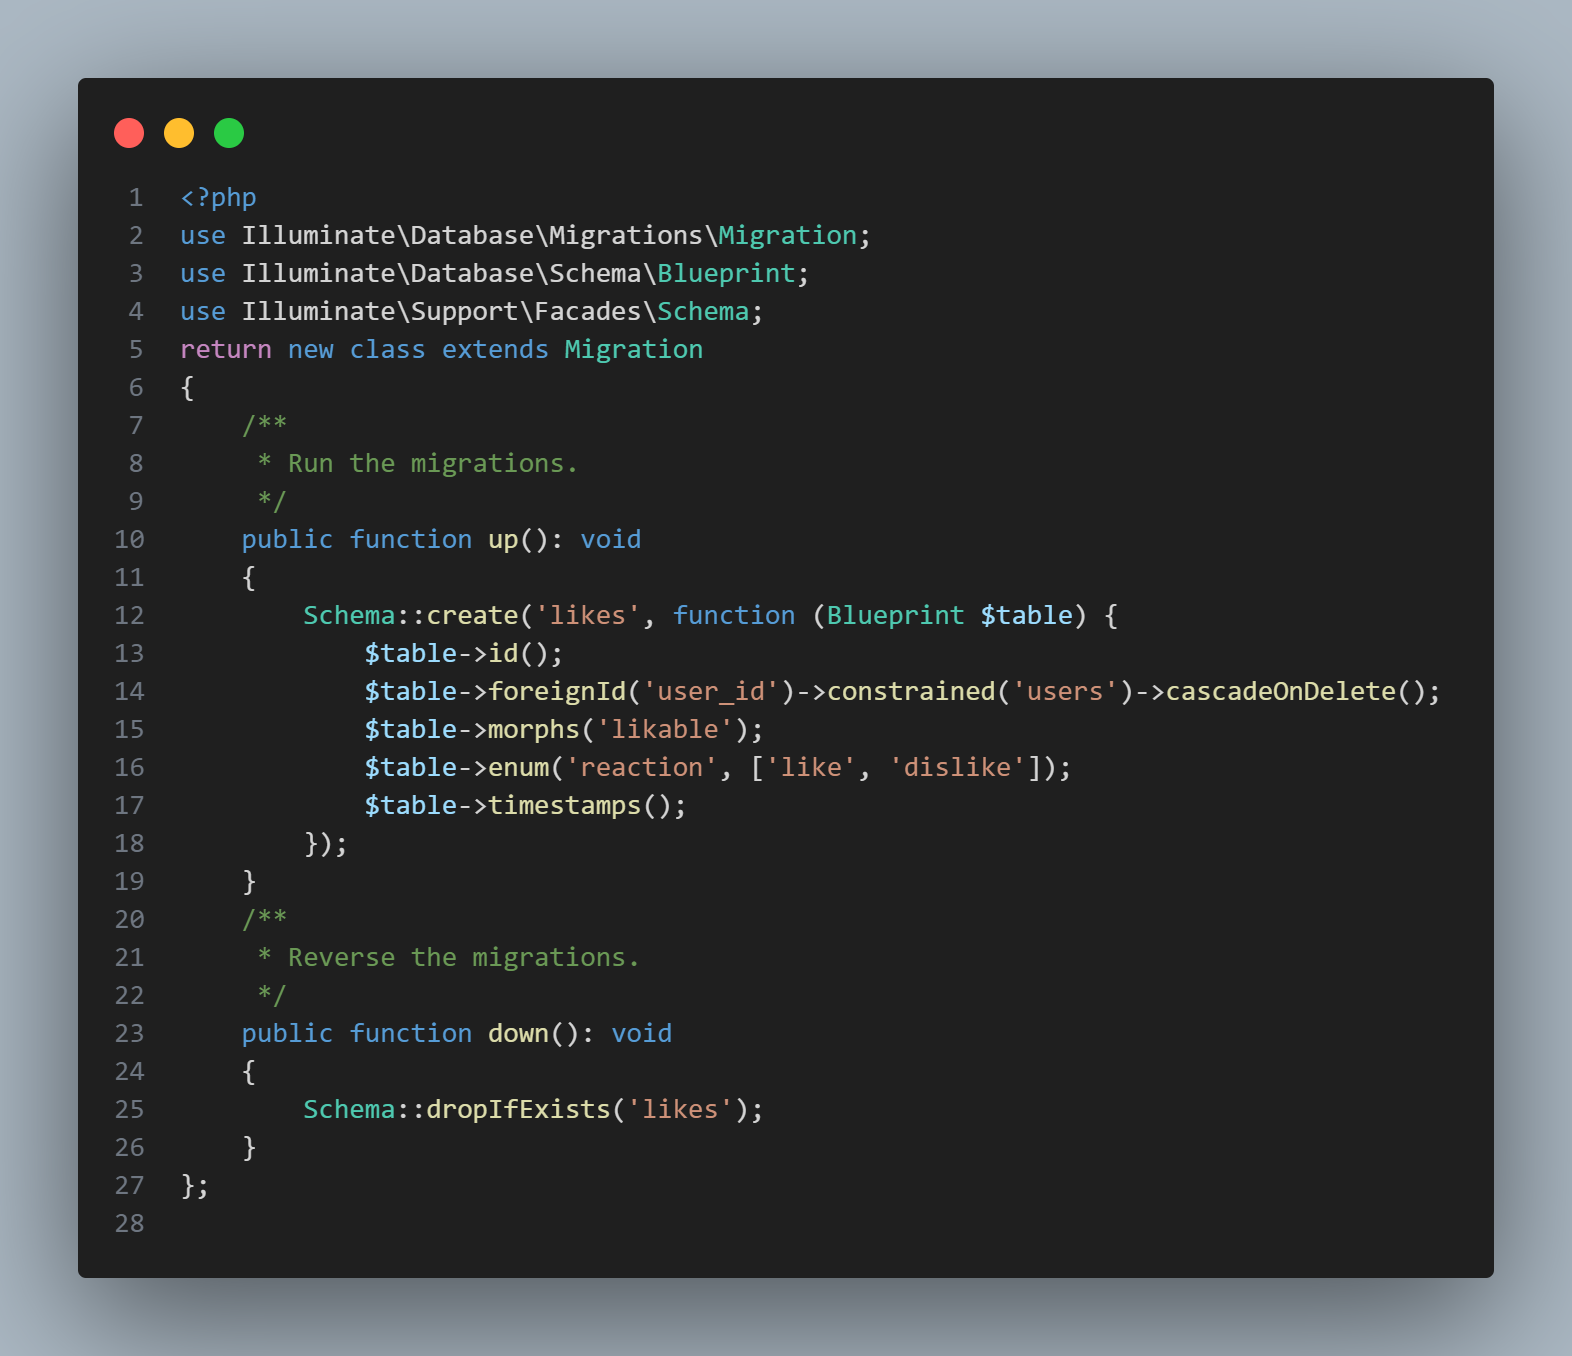 1 <?php
2 use Illuminate\Database\Migrations\Migration;
3 use Illuminate\Database\Schema\Blueprint;
4 use Illuminate\Support\Facades\Schema;
5 return new class extends Migration
6 {
7     /**
8      * Run the migrations.
9      */
10     public function up(): void
11     {
12         Schema::create('likes', function (Blueprint $table) {
13             $table->id();
14             $table->foreignId('user_id')->constrained('users')->cascadeOnDelete();
15             $table->morphs('likable');
16             $table->enum('reaction', ['like', 'dislike']);
17             $table->timestamps();
18         });
19     }
20     /**
21      * Reverse the migrations.
22      */
23     public function down(): void
24     {
25         Schema::dropIfExists('likes');
26     }
27 };
28